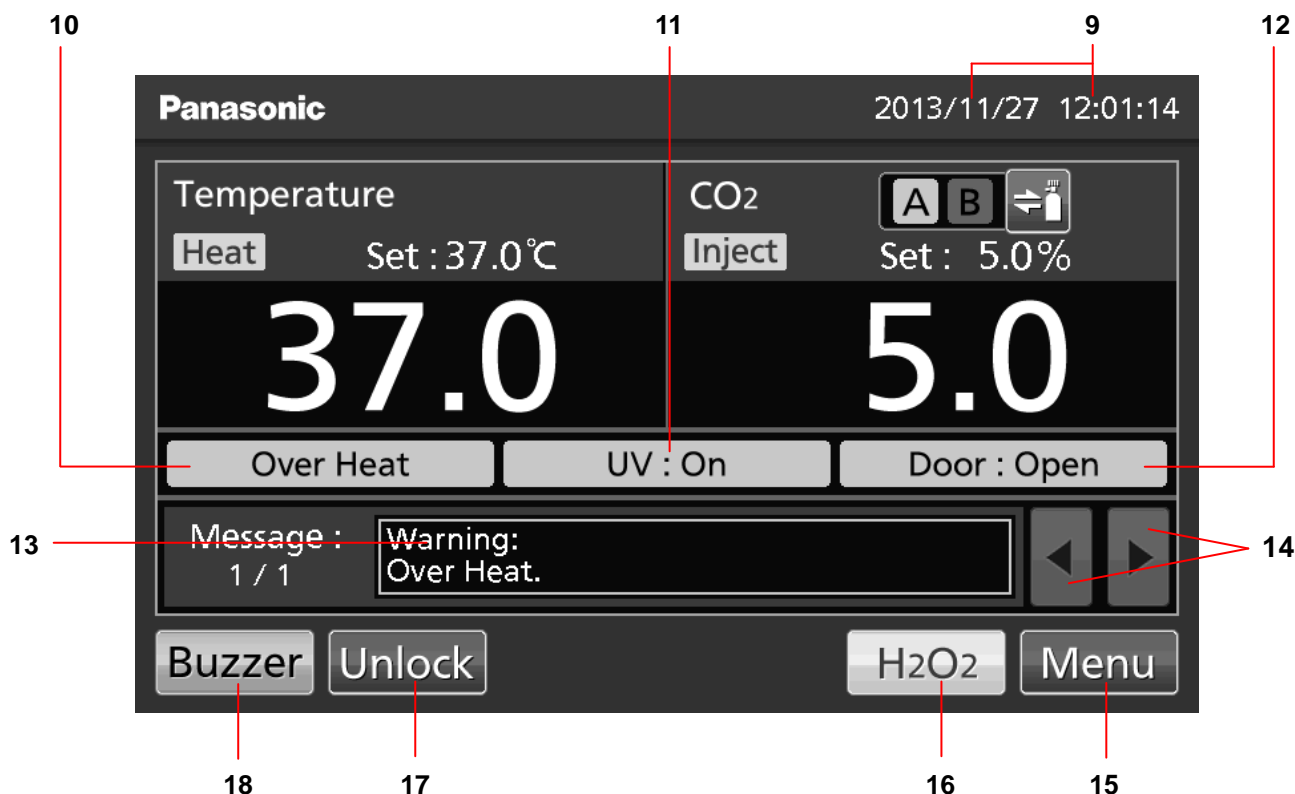 10 11 9 12
Panasonic 2013/11/27 12:01:14
Temperature CO2 A B
Heat Set : 37.0℃ Inject Set : 5.0%
37.0 5.0
Over Heat UV : On Door : Open
13 Message : Warning: 14
1 / 1 Over Heat.
Buzzer Unlock H2O2 Menu
18 17 16 15